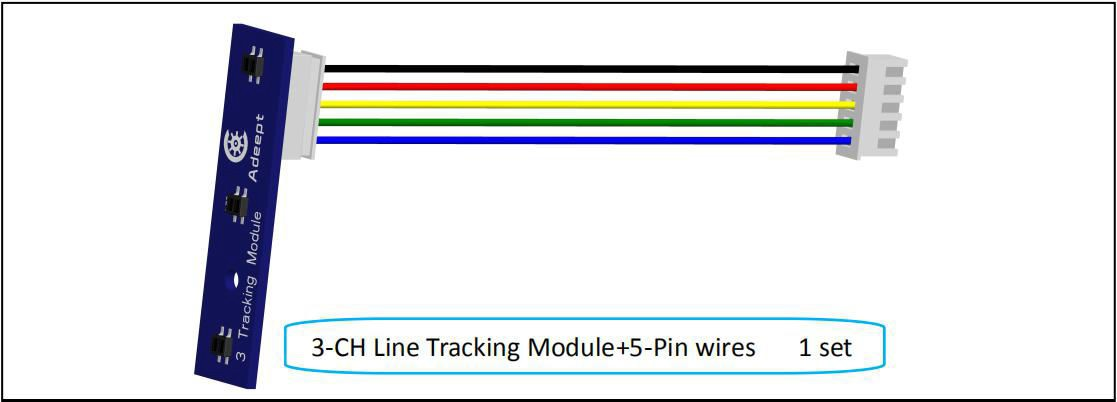 Adeept
3 Tracking Module
3-CH Line Tracking Module+5-Pin wires 1 set